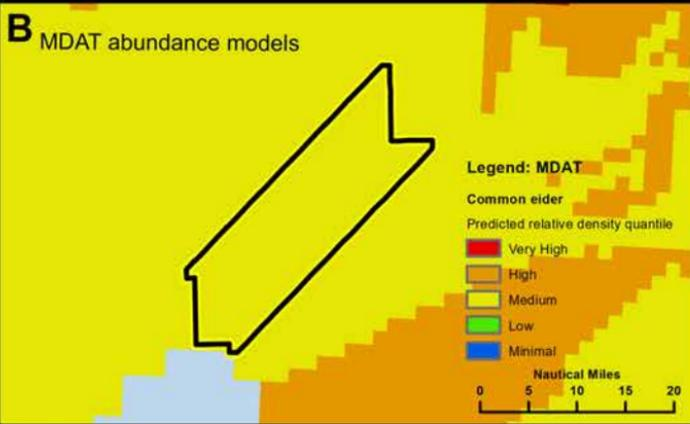 B MDAT abundance models
Legend: MDAT
Common eider
Predicted relative density quantile
Very High
High
Medium
Low
Minimal
Nautical Miles
0 5 10 15 20